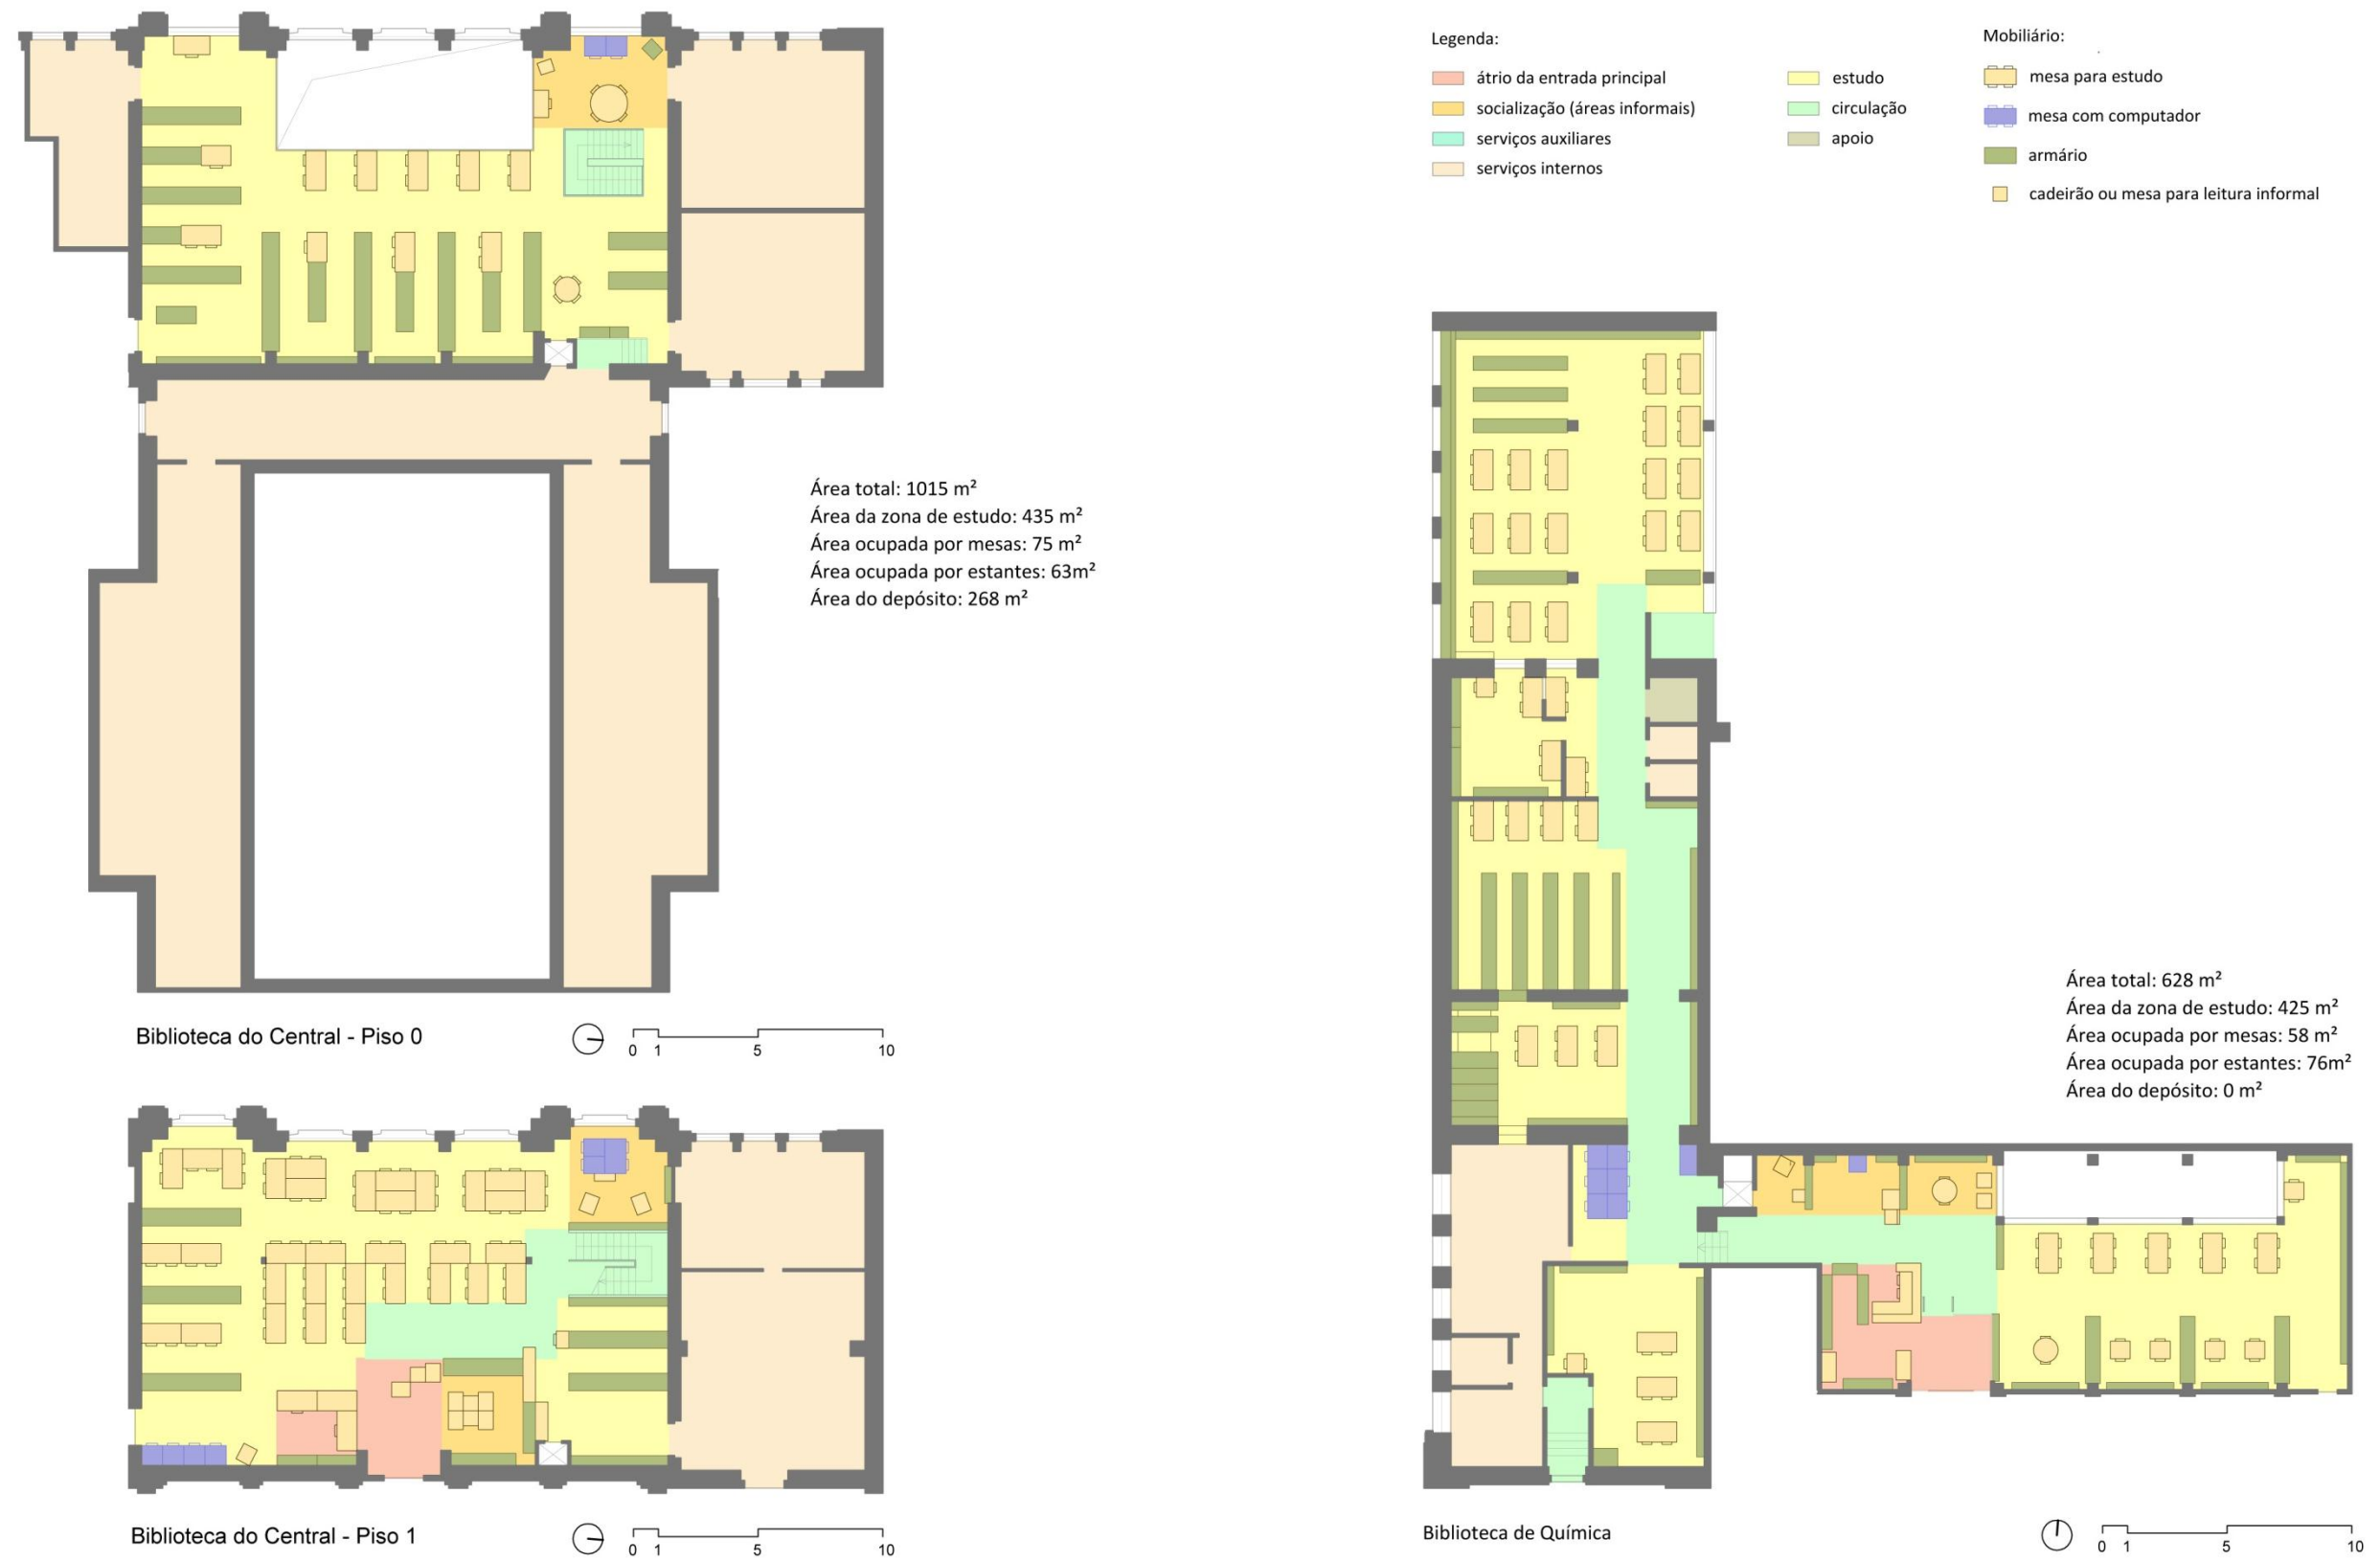 Legenda:
átrio da entrada principal
socialização (áreas informais)
serviços auxiliares
serviços internos
estudo
circulação
apoio
Mobiliário:
mesa para estudo
mesa com computador
armário
cadeirão ou mesa para leitura informal
Área total: 1015 m²
Área da zona de estudo: 435 m²
Área ocupada por mesas: 75 m²
Área ocupada por estantes: 63m²
Área do depósito: 268 m²
Biblioteca do Central - Piso 0
0 1 5 10
Biblioteca do Central - Piso 1
0 1 5 10
Área total: 628 m²
Área da zona de estudo: 425 m²
Área ocupada por mesas: 58 m²
Área ocupada por estantes: 76m²
Área do depósito: 0 m²
Biblioteca de Química
0 1 5 10